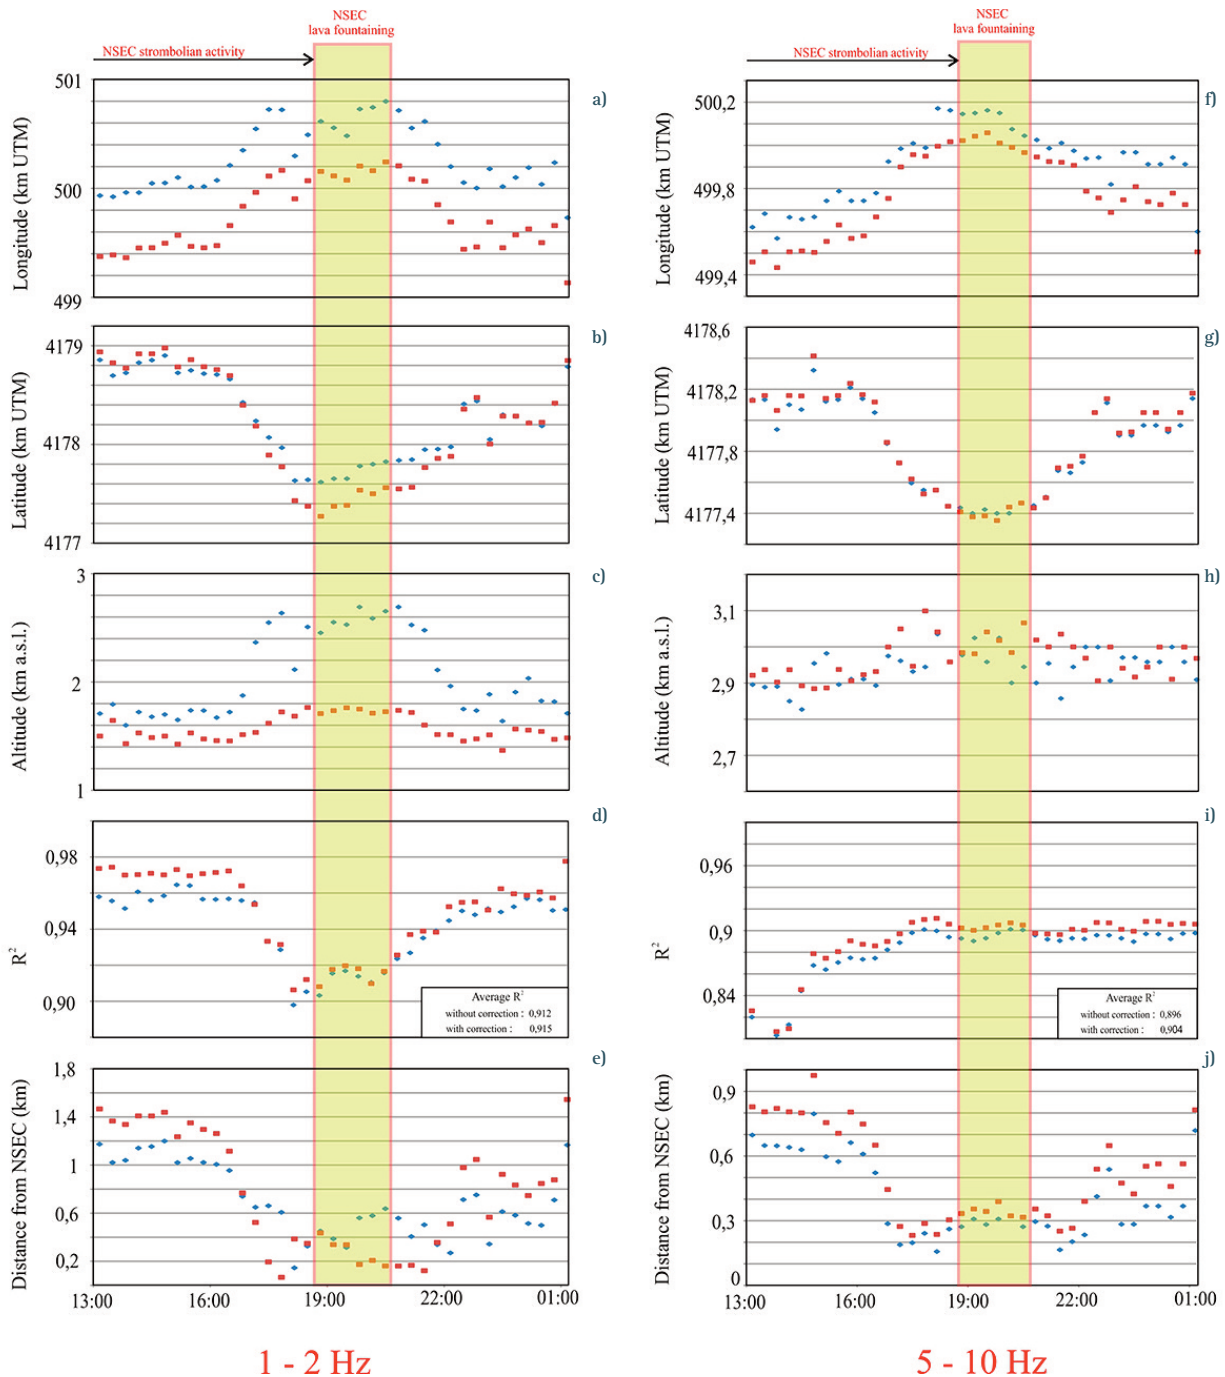 NSEC
lava fountaining
NSEC strombolian activity
a)
501
500
499
Longitude (km UTM)
b)
4179
4178
4177
Latitude (km UTM)
c)
3
2
1
Altitude (km a.s.l.)
d)
0,98
0,94
0,90
R²
Average R²
without correction : 0,912
with correction : 0,915
e)
1,8
1,4
1
0,6
0,2
Distance from NSEC (km)
13:00 16:00 19:00 22:00 01:00
1 - 2 Hz
NSEC
lava fountaining
NSEC strombolian activity
f)
500,2
499,8
499,4
Longitude (km UTM)
g)
4178,6
4178,2
4177,8
4177,4
Latitude (km UTM)
h)
3,1
2,9
2,7
Altitude (km a.s.l.)
i)
0,96
0,9
0,84
R²
Average R²
without correction : 0,896
with correction : 0,904
j)
0,9
0,6
0,3
0
Distance from NSEC (km)
13:00 16:00 19:00 22:00 01:00
5 - 10 Hz